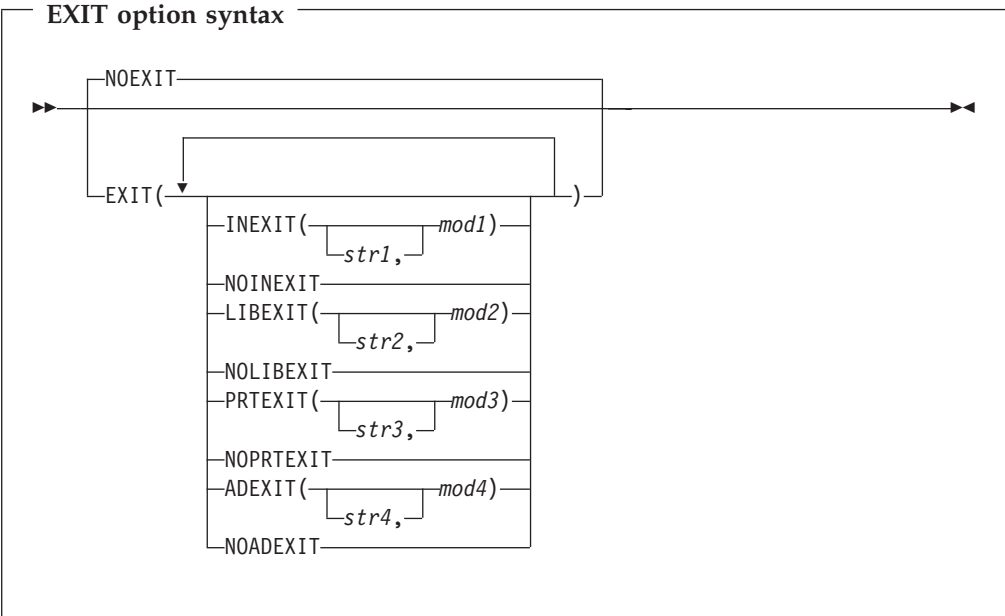 EXIT option syntax
NOEXIT
EXIT( )
INEXIT( mod1)
str1,
NOINEXIT
LIBEXIT( mod2)
str2,
NOLIBEXIT
PRTEXIT( mod3)
str3,
NOPRTEXIT
ADEXIT( mod4)
str4,
NOADEXIT